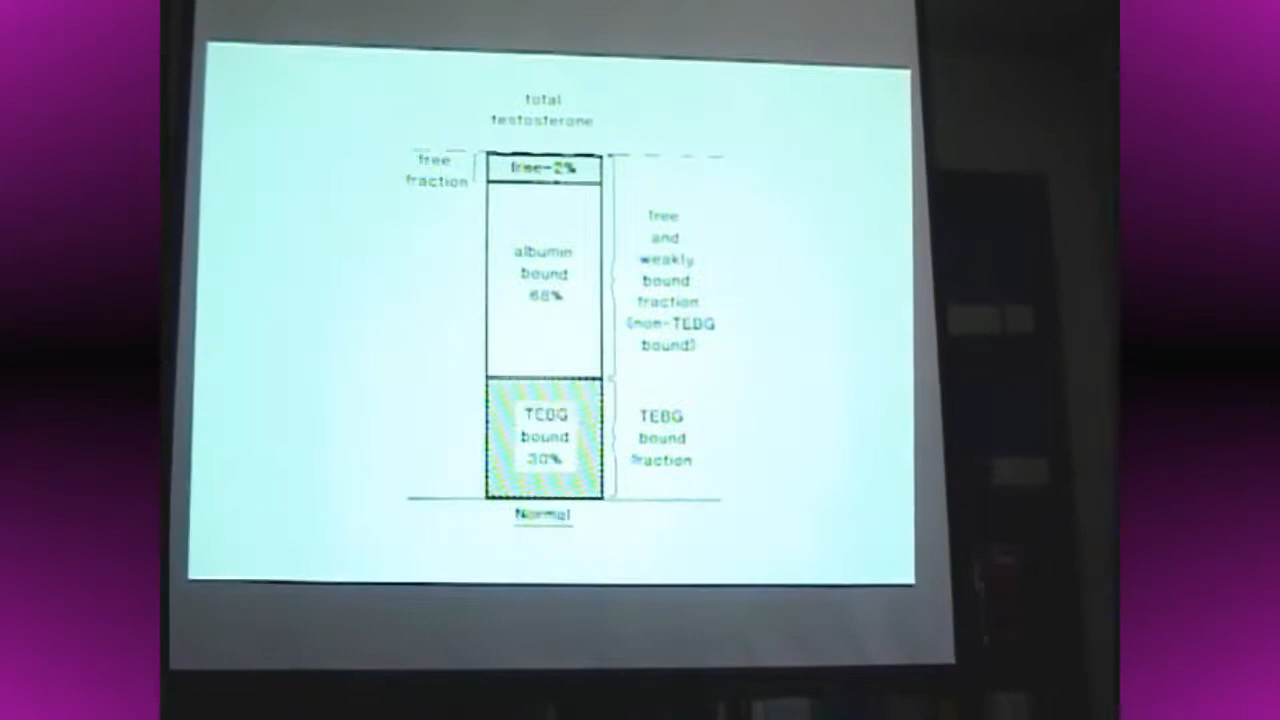 total
testosterone
free
fraction
free-2%
albumin
bound
68%
free
and
weakly
bound
fraction
(non-TEBG
bound)
TEBG
bound
30%
TEBG
bound
fraction
Normal